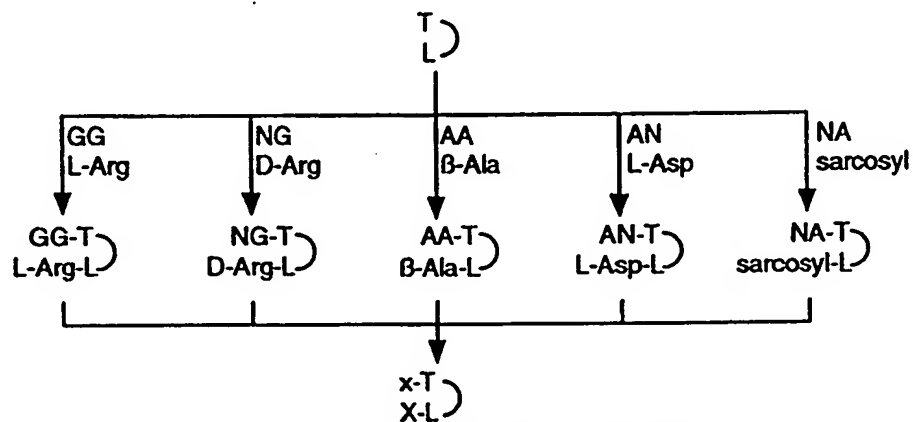 T
L
GG
L-Arg
NG
D-Arg
AA
ß-Ala
AN
L-Asp
NA
sarcosyl
GG-T
L-Arg-L
NG-T
D-Arg-L
AA-T
ß-Ala-L
AN-T
L-Asp-L
NA-T
sarcosyl-L
x-T
X-L